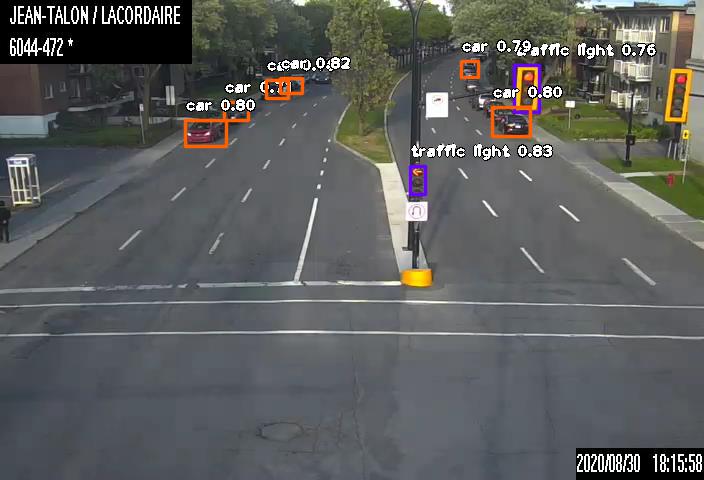 JEAN-TALON / LACORDAIRE
6044-472 *
car 0.82
car 0.79
traffic light 0.76
car
car 0.80
car 0.80
traffic light 0.83
2020/08/30 18:15:58